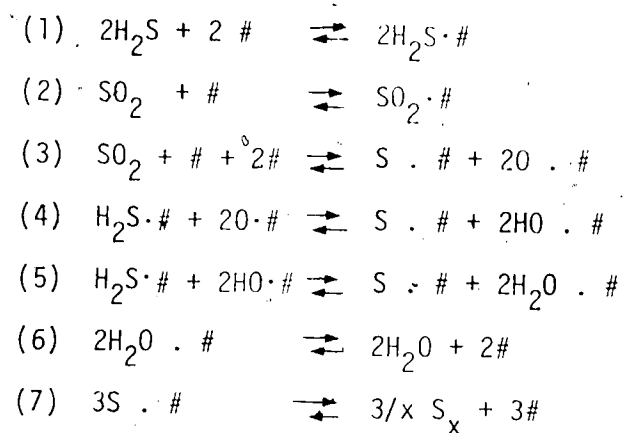 (1) 2H₂S + 2 # ⇌ 2H₂S·#
(2) SO₂ + # ⇌ SO₂·#
(3) SO₂ + # + 2# ⇌ S . # + 2O . #
(4) H₂S·# + 2O·# ⇌ S . # + 2HO . #
(5) H₂S·# + 2HO·# ⇌ S . # + 2H₂O . #
(6) 2H₂O . # ⇌ 2H₂O + 2#
(7) 3S . # ⇌ 3/x Sₓ + 3#